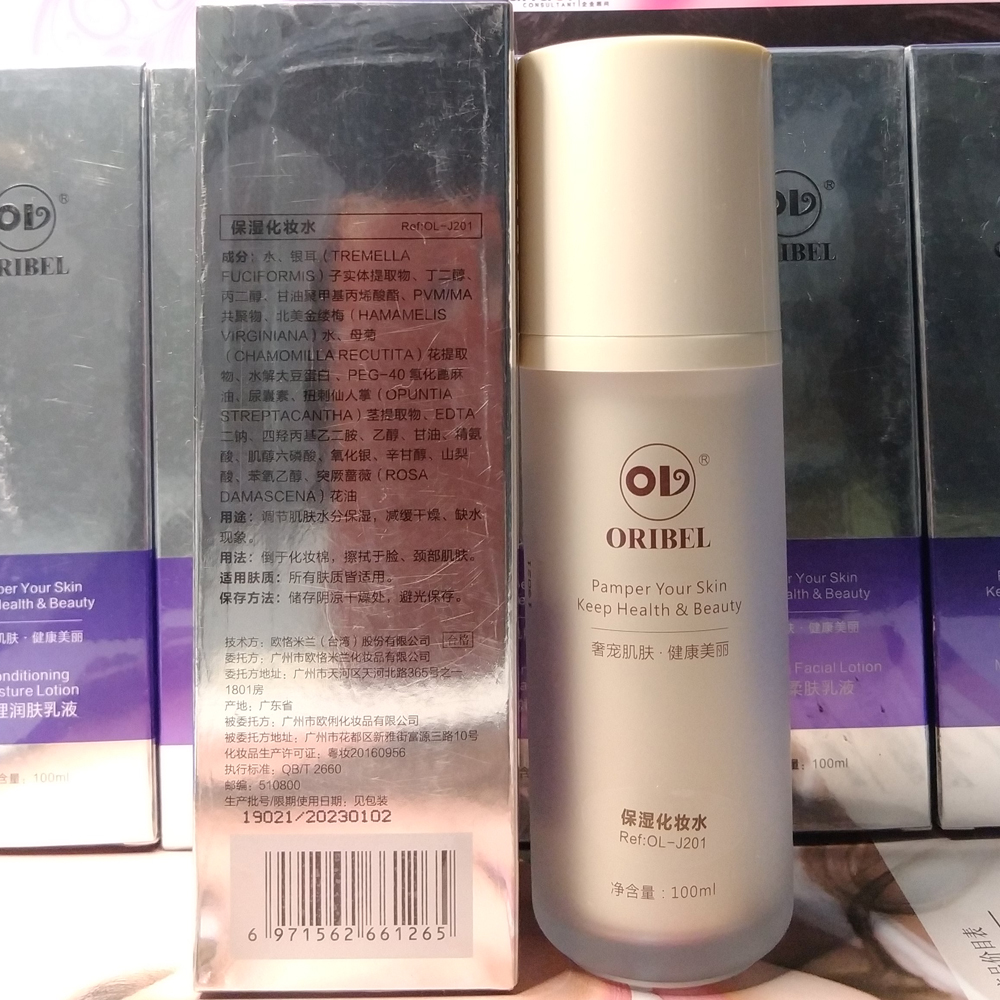 CONSULTANT 企业顾问
保湿化妆水 Ref:OL-J201
成分：水、银耳（TREMELLA
FUCIFORMIS）子实体提取物、丁二醇、
丙二醇、甘油聚甲基丙烯酸酯、PVM/MA
共聚物、北美金缕梅（HAMAMELIS
VIRGINIANA）水、母菊
（CHAMOMILLA RECUTITA）花提取
物、水解大豆蛋白、PEG-40 氢化蓖麻
油、尿囊素、扭刺仙人掌（OPUNTIA
STREPTACANTHA）茎提取物、EDTA
二钠、四羟丙基乙二胺、乙醇、甘油、精氨
酸、肌醇六磷酸、氧化银、辛甘醇、山梨
酸、苯氧乙醇、突厥蔷薇（ROSA
DAMASCENA）花油
用途：调节肌肤水分保湿，减缓干燥、缺水
现象。
用法：倒于化妆棉，擦拭于脸、颈部肌肤。
适用肤质：所有肤质皆适用。
保存方法：储存阴凉干燥处，避光保存。
技术方：欧恪米兰（台湾）股份有限公司 合格
委托方：广州市欧恪米兰化妆品有限公司
委托方地址：广州市天河区天河北路365号之一
1801房
产地：广东省
被委托方：广州市欧俐化妆品有限公司
被委托方地址：广州市花都区新雅街富源三路10号
化妆品生产许可证：粤妆20160956
执行标准：QB/T 2660
邮编：510800
生产批号/限期使用日期：见包装
19021/20230102
6 971562 661265
OL ®
ORIBEL
Pamper Your Skin
Keep Health & Beauty
奢宠肌肤·健康美丽
保湿化妆水
Ref:OL-J201
净含量：100ml
OL ®
RIBEL
per Your Skin
Health & Beauty
肌肤·健康美丽
onditioning
sture Lotion
理润肤乳液
含量：100ml
OL ®
RIBEL
Your Skin
alth & Beauty
肤·健康美丽
Facial Lotion
柔肤乳液
量：100ml
品价目表